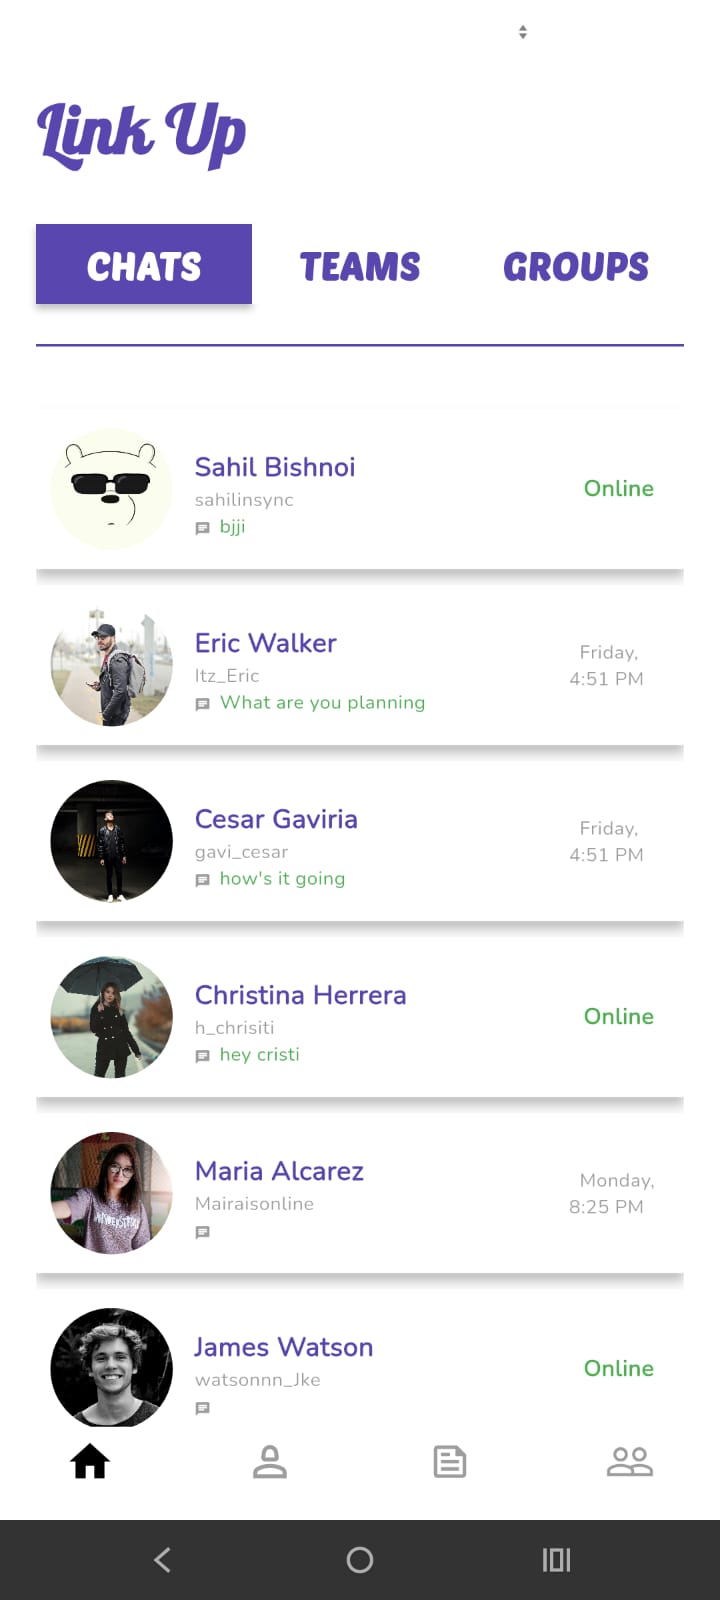 Link Up
CHATS TEAMS GROUPS
Sahil Bishnoi
sahilinsync
Online
bjji
Eric Walker
Itz_Eric
Friday,
4:51 PM
What are you planning
Cesar Gaviria
gavi_cesar
Friday,
4:51 PM
how's it going
Christina Herrera
h_chrisiti
Online
hey cristi
Maria Alcarez
Mairaisonline
Monday,
8:25 PM
James Watson
watsonnn_Jke
Online